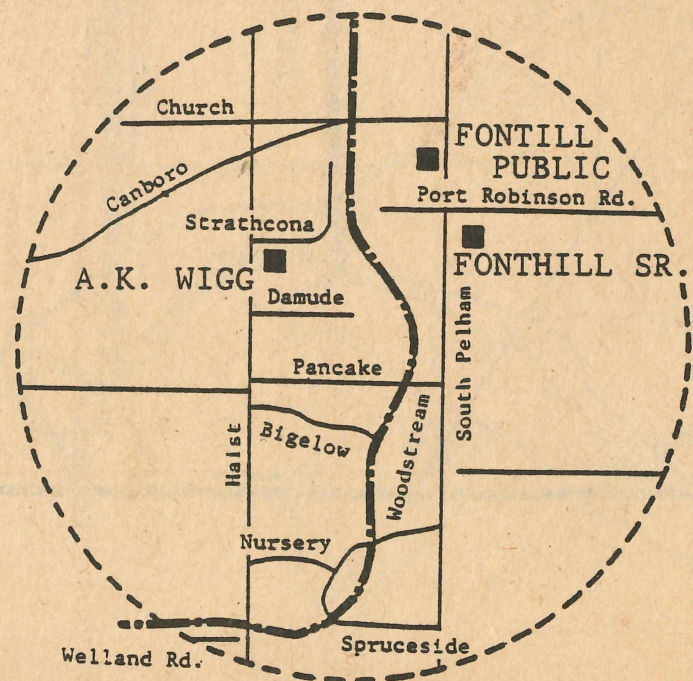 Church
FONTILL
PUBLIC
Canboro
Port Robinson Rd.
Strathcona
A.K. WIGG
FONTHILL SR.
Damude
South Pelham
Pancake
Haist
Bigelow
Woodstream
Nursery
Welland Rd.
Spruceside